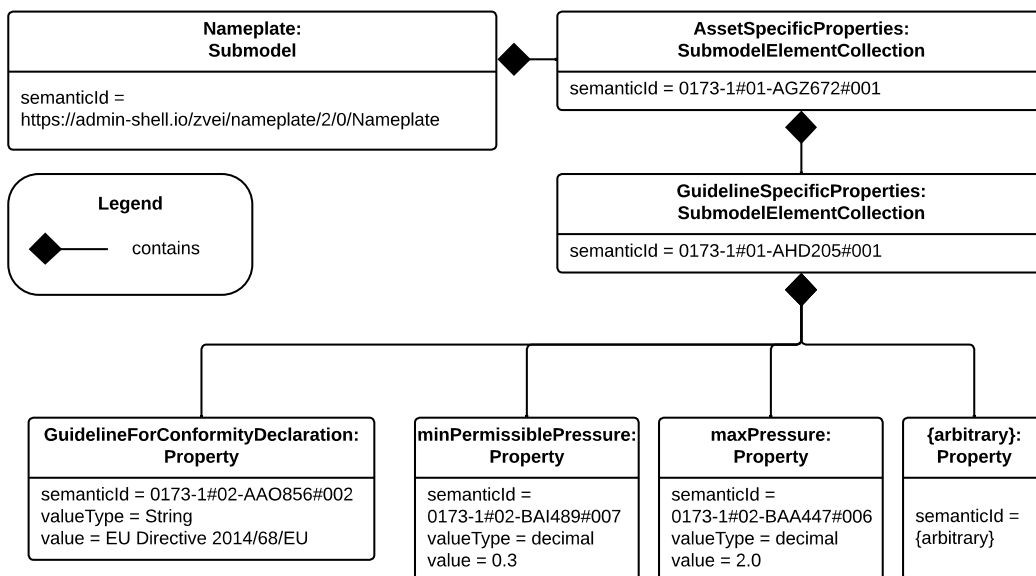 Nameplate:
Submodel
semanticId =
https://admin-shell.io/zvei/nameplate/2/0/Nameplate
AssetSpecificProperties:
SubmodelElementCollection
semanticId = 0173-1#01-AGZ672#001
Legend
contains
GuidelineSpecificProperties:
SubmodelElementCollection
semanticId = 0173-1#01-AHD205#001
GuidelineForConformityDeclaration:
Property
semanticId = 0173-1#02-AAO856#002
valueType = String
value = EU Directive 2014/68/EU
minPermissiblePressure:
Property
semanticId =
0173-1#02-BAI489#007
valueType = decimal
value = 0.3
maxPressure:
Property
semanticId =
0173-1#02-BAA447#006
valueType = decimal
value = 2.0
{arbitrary}:
Property
semanticId =
{arbitrary}